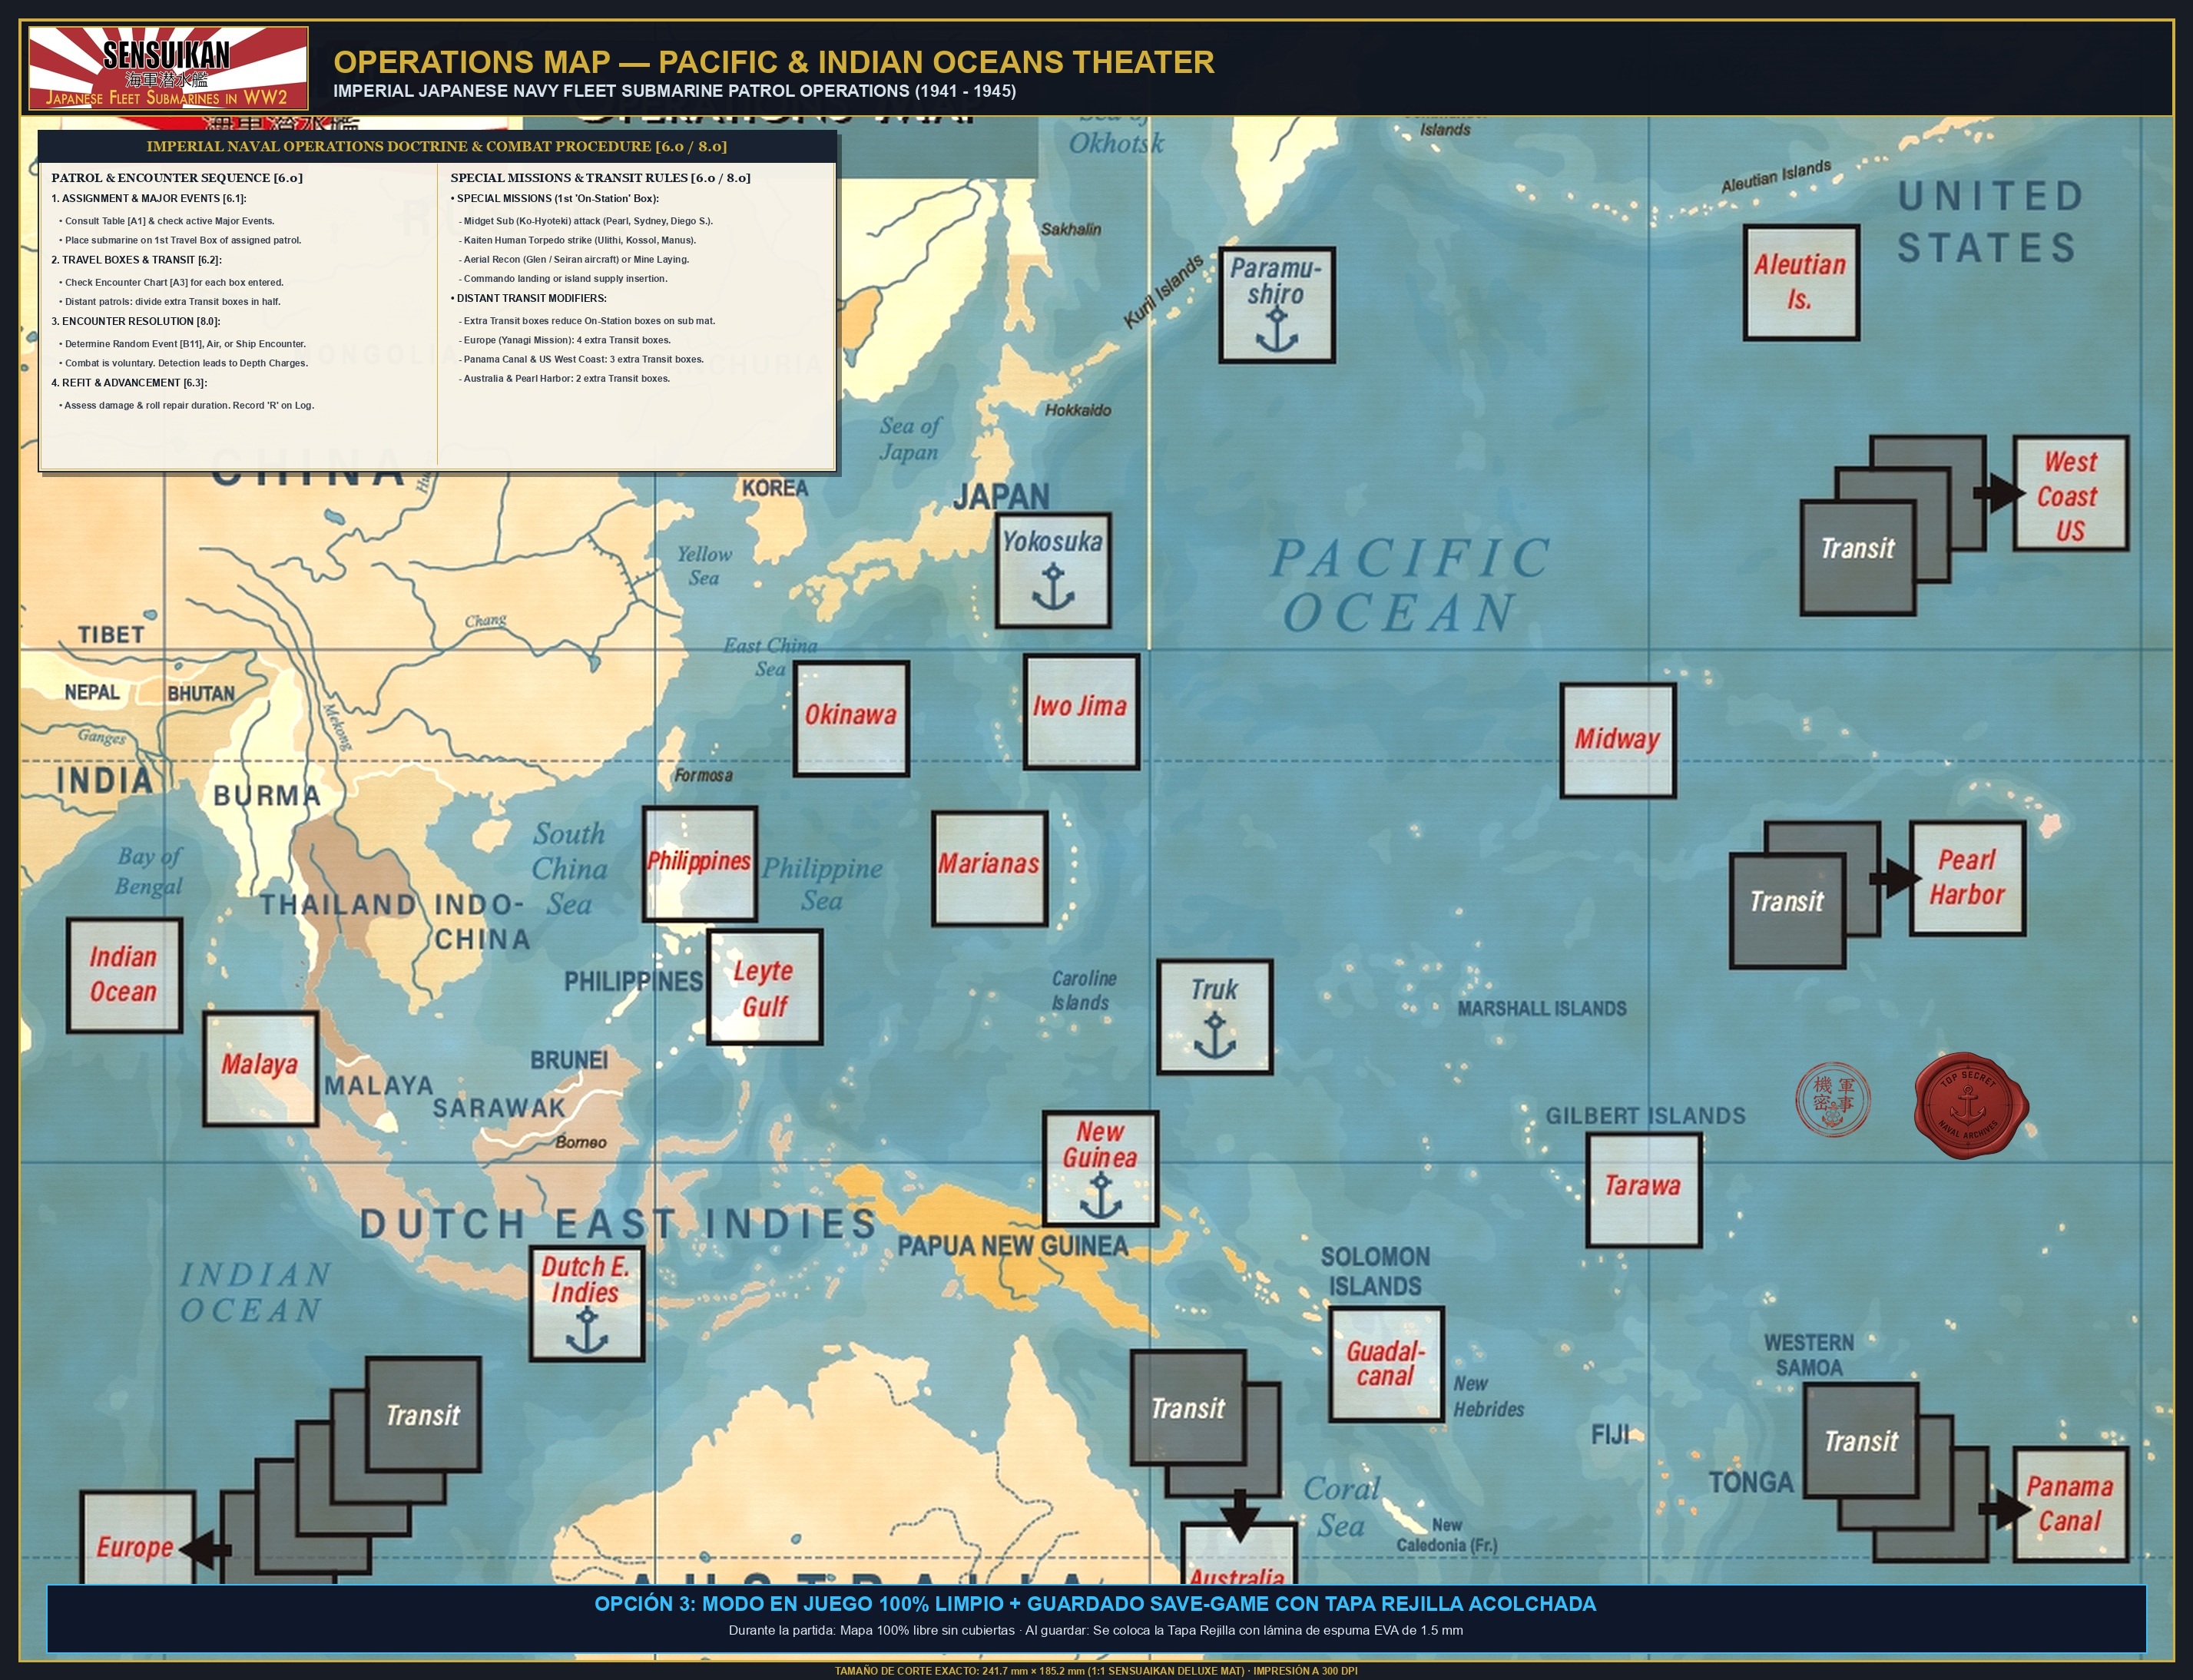 SENSUIKAN
海軍潜水艦
JAPANESE FLEET SUBMARINES IN WW2
OPERATIONS MAP — PACIFIC & INDIAN OCEANS THEATER
IMPERIAL JAPANESE NAVY FLEET SUBMARINE PATROL OPERATIONS (1941 - 1945)
海軍潜水艦
OPERATIONS MAP
IMPERIAL NAVAL OPERATIONS DOCTRINE & COMBAT PROCEDURE [6.0 / 8.0]
PATROL & ENCOUNTER SEQUENCE [6.0]
1. ASSIGNMENT & MAJOR EVENTS [6.1]:
• Consult Table [A1] & check active Major Events.
• Place submarine on 1st Travel Box of assigned patrol.
2. TRAVEL BOXES & TRANSIT [6.2]:
• Check Encounter Chart [A3] for each box entered.
• Distant patrols: divide extra Transit boxes in half.
3. ENCOUNTER RESOLUTION [8.0]:
• Determine Random Event [B11], Air, or Ship Encounter.
• Combat is voluntary. Detection leads to Depth Charges.
4. REFIT & ADVANCEMENT [6.3]:
• Assess damage & roll repair duration. Record 'R' on Log.
SPECIAL MISSIONS & TRANSIT RULES [6.0 / 8.0]
• SPECIAL MISSIONS (1st 'On-Station' Box):
- Midget Sub (Ko-Hyoteki) attack (Pearl, Sydney, Diego S.).
- Kaiten Human Torpedo strike (Ulithi, Kossol, Manus).
- Aerial Recon (Glen / Seiran aircraft) or Mine Laying.
- Commando landing or island supply insertion.
• DISTANT TRANSIT MODIFIERS:
- Extra Transit boxes reduce On-Station boxes on sub mat.
- Europe (Yanagi Mission): 4 extra Transit boxes.
- Panama Canal & US West Coast: 3 extra Transit boxes.
- Australia & Pearl Harbor: 2 extra Transit boxes.
Sea of
Okhotsk
Islands
Aleutian Islands
UNITED
STATES
Sakhalin
Kuril Islands
Paramu-
shiro
Aleutian
Is.
Hokkaido
Sea of
Japan
CHINA
KOREA
JAPAN
Yokosuka
Yellow
Sea
PACIFIC
OCEAN
Transit
West
Coast
US
Chang
TIBET
East China
Sea
NEPAL
BHUTAN
Mekong
Ganges
Okinawa
Iwo Jima
Midway
INDIA
BURMA
Formosa
Bay of
Bengal
South
China
Sea
Philippines
Philippine
Sea
Marianas
Transit
Pearl
Harbor
THAILAND
INDO-
CHINA
Indian
Ocean
PHILIPPINES
Leyte
Gulf
Caroline
Islands
Truk
MARSHALL ISLANDS
Malaya
MALAYA
BRUNEI
SARAWAK
Borneo
New
Guinea
GILBERT ISLANDS
Tarawa
機軍
密事
TOP SECRET
NAVAL ARCHIVES
DUTCH EAST INDIES
PAPUA NEW GUINEA
Dutch E.
Indies
INDIAN
OCEAN
SOLOMON
ISLANDS
Guadal-
canal
New
Hebrides
WESTERN
SAMOA
Transit
Transit
FIJI
Transit
TONGA
Panama
Canal
Coral
Sea
New
Caledonia (Fr.)
Europe
Australia
AUSTRALIA
OPCIÓN 3: MODO EN JUEGO 100% LIMPIO + GUARDADO SAVE-GAME CON TAPA REJILLA ACOLCHADA
Durante la partida: Mapa 100% libre sin cubiertas · Al guardar: Se coloca la Tapa Rejilla con lámina de espuma EVA de 1.5 mm
TAMAÑO DE CORTE EXACTO: 241.7 mm × 185.2 mm (1:1 SENSUAIKAN DELUXE MAT) · IMPRESIÓN A 300 DPI